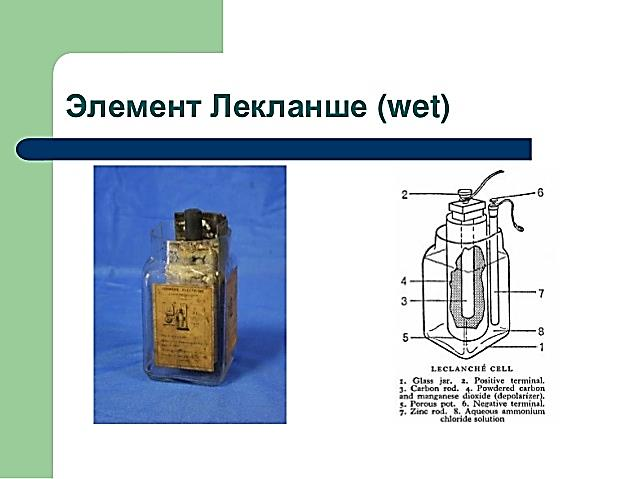 Элемент Лекланше (wet)
2
6
4
3
7
5
8
1
LECLANCHÉ CELL
1. Glass jar. 2. Positive terminal.
3. Carbon rod. 4. Powdered carbon
and manganese dioxide (depolarizer).
5. Porous pot. 6. Negative terminal.
7. Zinc rod. 8. Aqueous ammonium
chloride solution